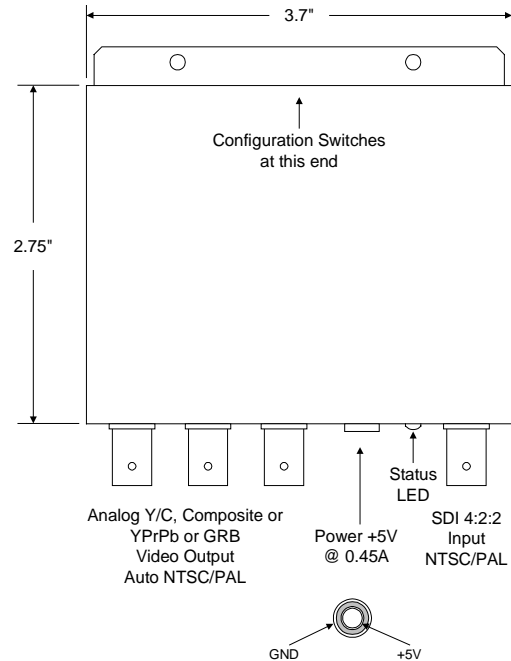 3.7"
Configuration Switches
at this end
2.75"
Analog Y/C, Composite or
YPrPb or GRB
Video Output
Auto NTSC/PAL
Power +5V
@ 0.45A
Status
LED
SDI 4:2:2
Input
NTSC/PAL
GND
+5V